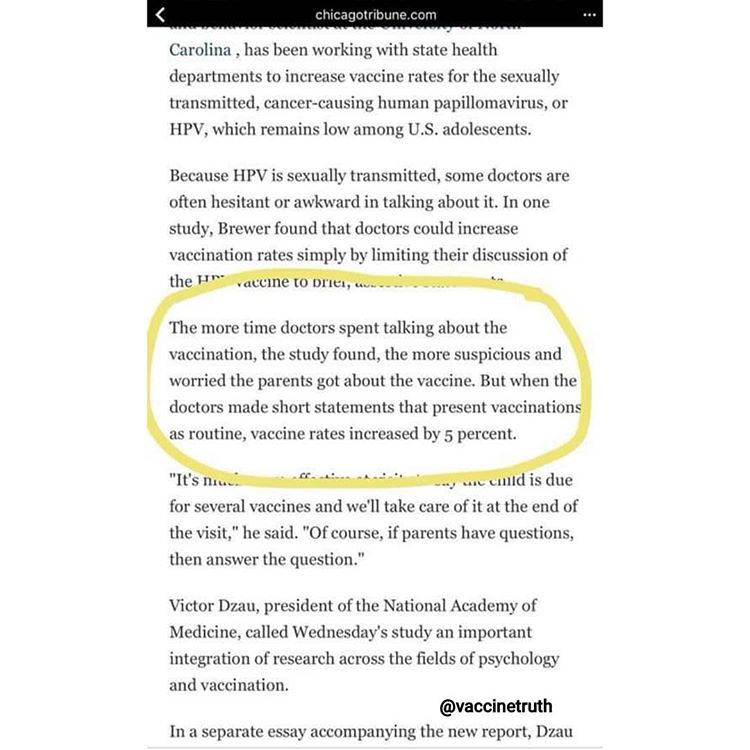 chicagotribune.com
Carolina , has been working with state health
departments to increase vaccine rates for the sexually
transmitted, cancer-causing human papillomavirus, or
HPV, which remains low among U.S. adolescents.
Because HPV is sexually transmitted, some doctors are
often hesitant or awkward in talking about it. In one
study, Brewer found that doctors could increase
vaccination rates simply by limiting their discussion of
the vaccine to brief,
The more time doctors spent talking about the
vaccination, the study found, the more suspicious and
worried the parents got about the vaccine. But when the
doctors made short statements that present vaccinations
as routine, vaccine rates increased by 5 percent.
"It's child is due
for several vaccines and we'll take care of it at the end of
the visit," he said. "Of course, if parents have questions,
then answer the question."
Victor Dzau, president of the National Academy of
Medicine, called Wednesday's study an important
integration of research across the fields of psychology
and vaccination.
@vaccinetruth
In a separate essay accompanying the new report, Dzau